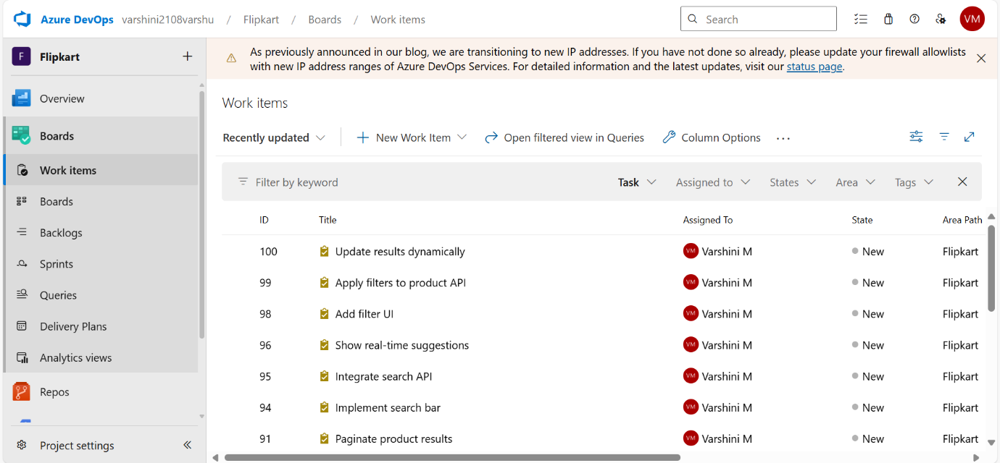 Azure DevOps varshini2108varshu / Flipkart / Boards / Work items Search VM
F Flipkart
As previously announced in our blog, we are transitioning to new IP addresses. If you have not done so already, please update your firewall allowlists
with new IP address ranges of Azure DevOps Services. For detailed information and the latest updates, visit our status page.
Overview
Boards
Work items
Boards
Backlogs
Sprints
Queries
Delivery Plans
Analytics views
Repos
Project settings
Work items
Recently updated New Work Item Open filtered view in Queries Column Options
Filter by keyword Task Assigned to States Area Tags
ID Title Assigned To State Area Path
100 Update results dynamically VM Varshini M New Flipkart
99 Apply filters to product API VM Varshini M New Flipkart
98 Add filter UI VM Varshini M New Flipkart
96 Show real-time suggestions VM Varshini M New Flipkart
95 Integrate search API VM Varshini M New Flipkart
94 Implement search bar VM Varshini M New Flipkart
91 Paginate product results VM Varshini M New Flipkart